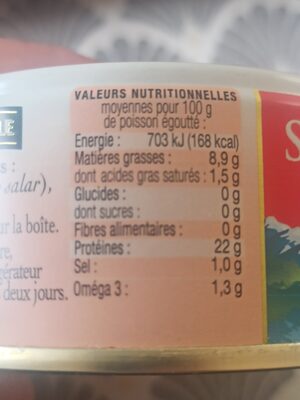 VALEURS NUTRITIONNELLES
moyennes pour 100 g
de poisson égoutté :
Energie : 703 kJ (168 kcal)
Matières grasses : 8,9 g
dont acides gras saturés : 1,5 g
Glucides : 0 g
dont sucres : 0 g
Fibres alimentaires : 0 g
Protéines : 22 g
Sel : 1,0 g
Oméga 3 : 1,3 g
LE
s :
salar),
r la boîte.
re,
gérateur
deux jours.
S